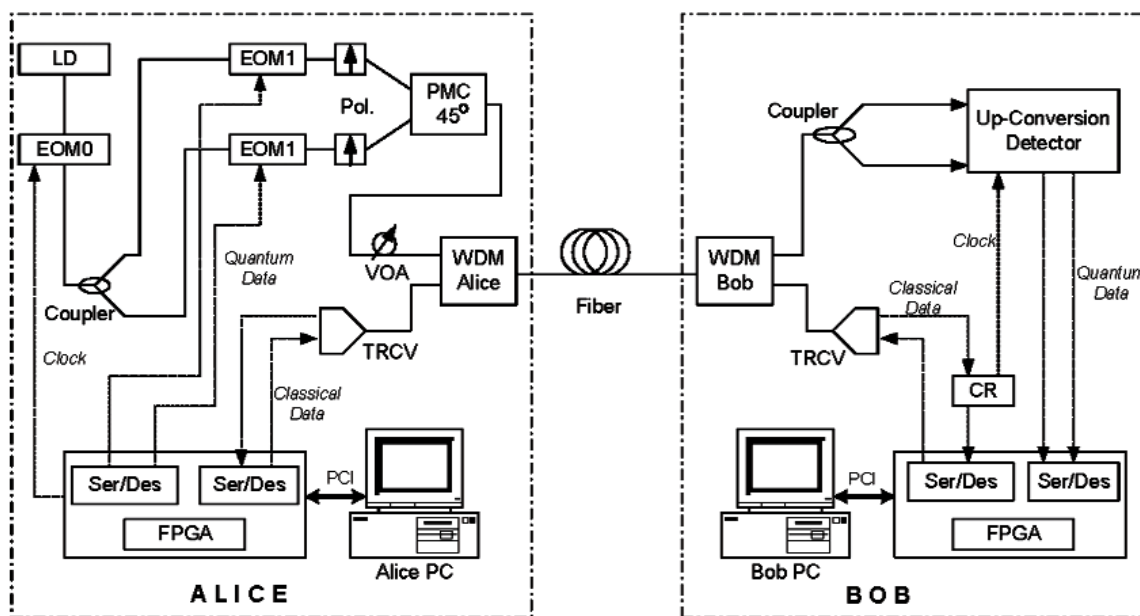 LD
EOM0
EOM1
EOM1
Pol.
PMC
45°
Coupler
Quantum
Data
Clock
VOA
WDM
Alice
TRCV
Classical
Data
Ser/Des
Ser/Des
FPGA
PCI
Alice PC
ALICE
Fiber
Coupler
Up-Conversion
Detector
WDM
Bob
Clock
Quantum
Data
Classical
Data
TRCV
CR
PCI
Ser/Des
Ser/Des
FPGA
Bob PC
BOB